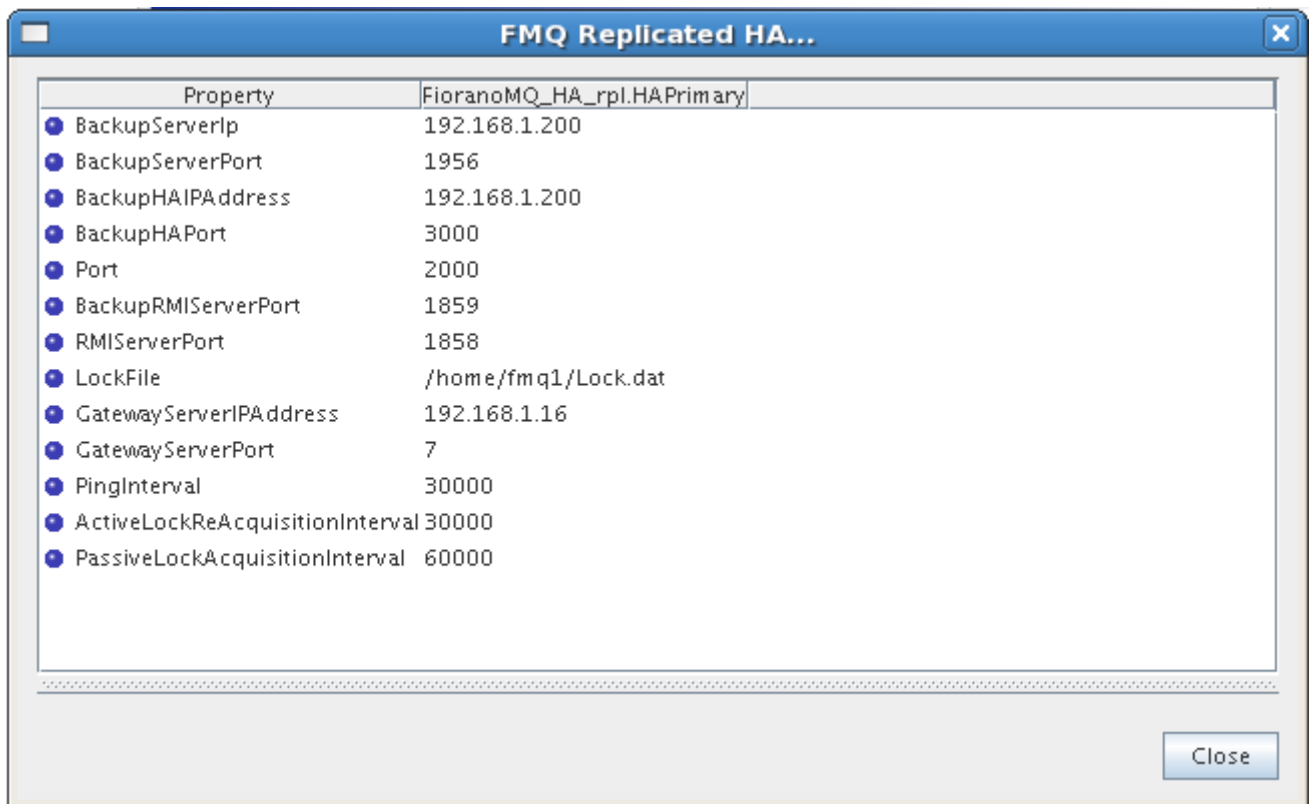 FMQ Replicated HA...
Property FioranoMQ_HA_rpl.HAPrimary
BackupServerIp 192.168.1.200
BackupServerPort 1956
BackupHAIPAddress 192.168.1.200
BackupHAPort 3000
Port 2000
BackupRMIServerPort 1859
RMIServerPort 1858
LockFile /home/fmq1/Lock.dat
GatewayServerIPAddress 192.168.1.16
GatewayServerPort 7
PingInterval 30000
ActiveLockReAcquisitionInterval 30000
PassiveLockAcquisitionInterval 60000
Close